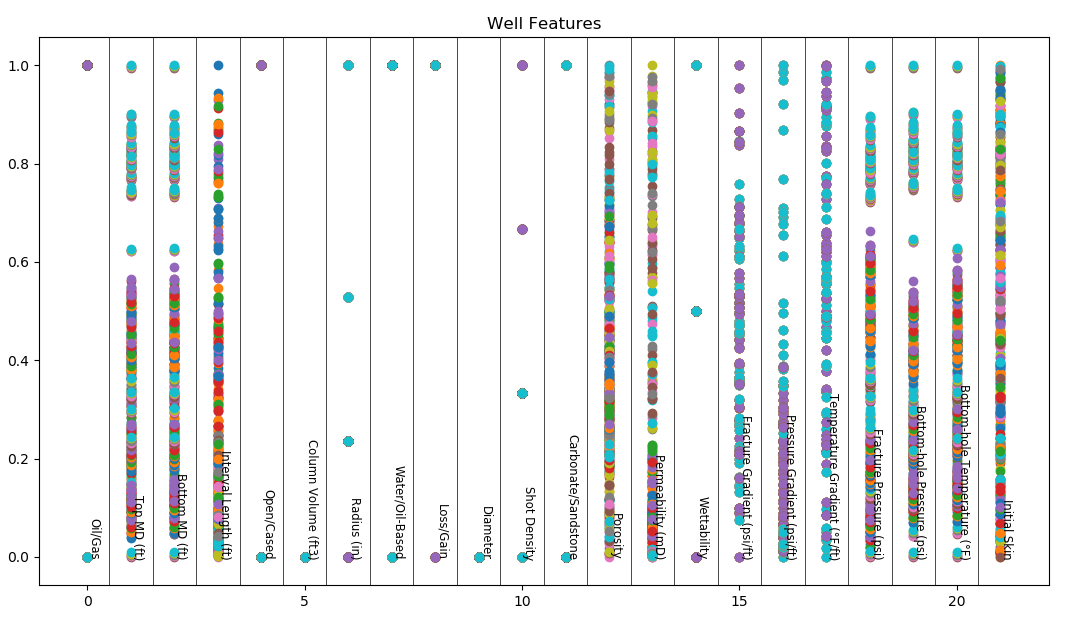 Well Features
1.0
0.8
0.6
0.4
0.2
0.0
Oil/Gas
Top MD (ft)
Bottom MD (ft)
Interval Length (ft)
Open/Cased
Column Volume (ft3)
Radius (in)
Water/Oil-Based
Loss/Gain
Diameter
Shot Density
Carbonate/Sandstone
Porosity
Permeability (mD)
Wettability
Fracture Gradient (psi/ft)
Pressure Gradient (psi/ft)
Temperature Gradient (°F/ft)
Fracture Pressure (psi)
Bottom-hole Pressure (psi)
Bottom-hole Temperature (°F)
Initial Skin
0
5
10
15
20